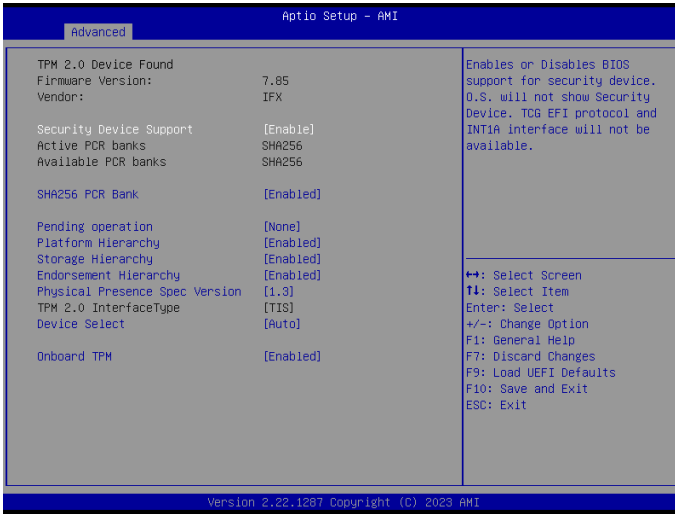 Aptio Setup - AMI
Advanced
TPM 2.0 Device Found
Firmware Version: 7.85
Vendor: IFX
Security Device Support [Enable]
Active PCR banks SHA256
Available PCR banks SHA256
SHA256 PCR Bank [Enabled]
Pending operation [None]
Platform Hierarchy [Enabled]
Storage Hierarchy [Enabled]
Endorsement Hierarchy [Enabled]
Physical Presence Spec Version [1.3]
TPM 2.0 InterfaceType [TIS]
Device Select [Auto]
Onboard TPM [Enabled]
Enables or Disables BIOS
support for security device.
O.S. will not show Security
Device. TCG EFI protocol and
INT1A interface will not be
available.
↔: Select Screen
↑↓: Select Item
Enter: Select
+/-: Change Option
F1: General Help
F7: Discard Changes
F9: Load UEFI Defaults
F10: Save and Exit
ESC: Exit
Version 2.22.1287 Copyright (C) 2023 AMI